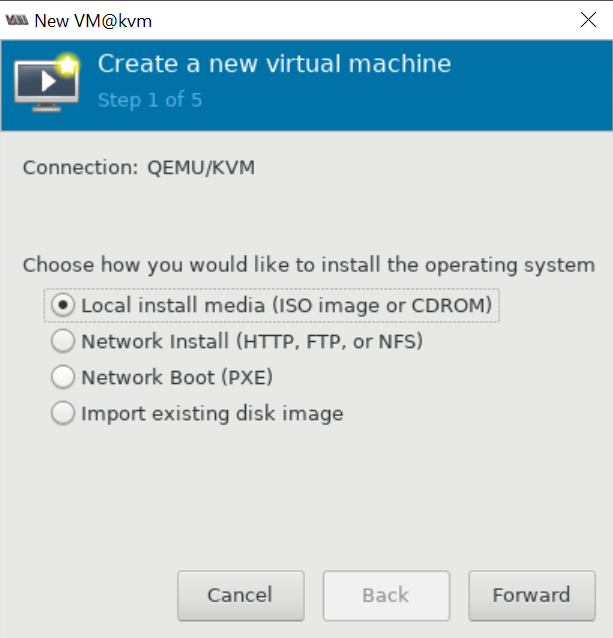 New VM@kvm
Create a new virtual machine
Step 1 of 5
Connection: QEMU/KVM
Choose how you would like to install the operating system
Local install media (ISO image or CDROM)
Network Install (HTTP, FTP, or NFS)
Network Boot (PXE)
Import existing disk image
Cancel Back Forward